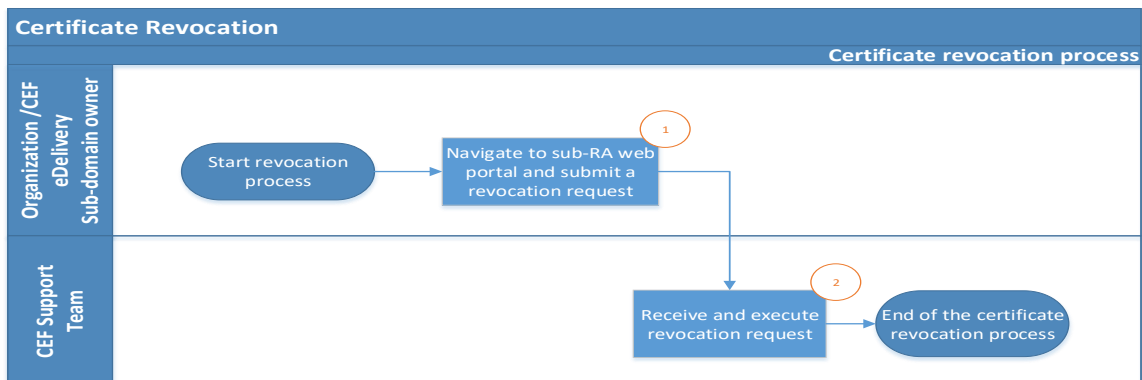 Certificate Revocation
Certificate revocation process
Organization /CEF
eDelivery
Sub-domain owner
Start revocation
process
1
Navigate to sub-RA web
portal and submit a
revocation request
CEF Support
Team
2
Receive and execute
revocation request
End of the certificate
revocation process